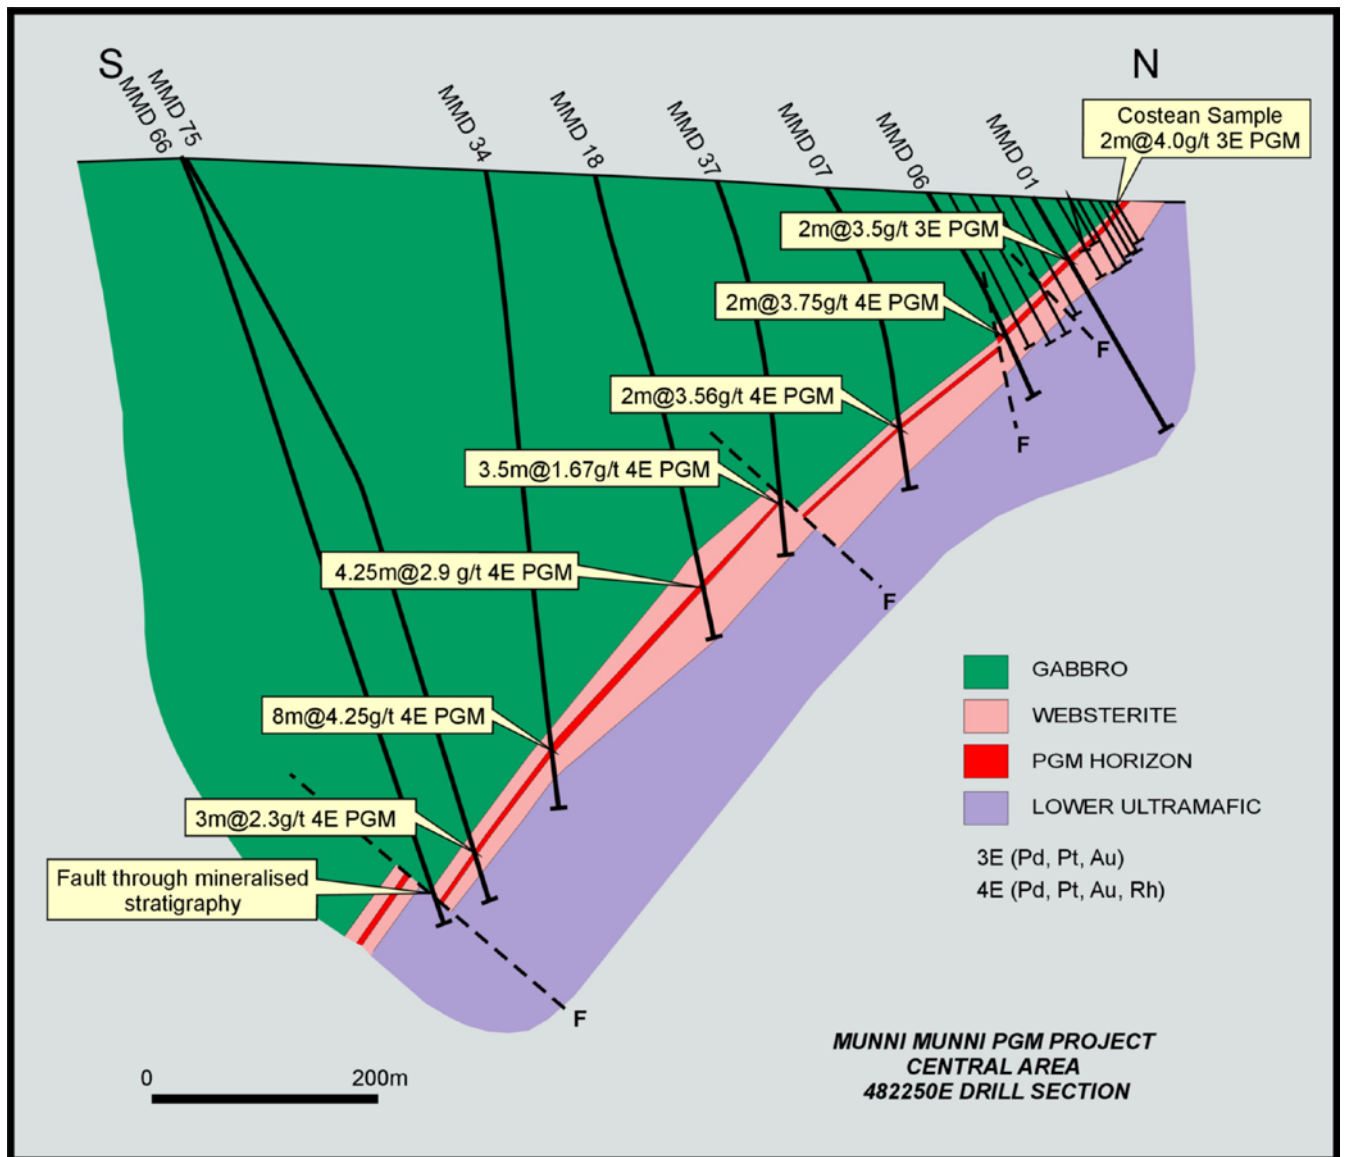 S
N
MMD 66
MMD 75
MMD 34
MMD 18
MMD 37
MMD 07
MMD 06
MMD 01
Costean Sample
2m@4.0g/t 3E PGM
2m@3.5g/t 3E PGM
2m@3.75g/t 4E PGM
F
2m@3.56g/t 4E PGM
F
3.5m@1.67g/t 4E PGM
4.25m@2.9 g/t 4E PGM
F
8m@4.25g/t 4E PGM
3m@2.3g/t 4E PGM
Fault through mineralised
stratigraphy
F
GABBRO
WEBSTERITE
PGM HORIZON
LOWER ULTRAMAFIC
3E (Pd, Pt, Au)
4E (Pd, Pt, Au, Rh)
MUNNI MUNNI PGM PROJECT
CENTRAL AREA
482250E DRILL SECTION
0 200m